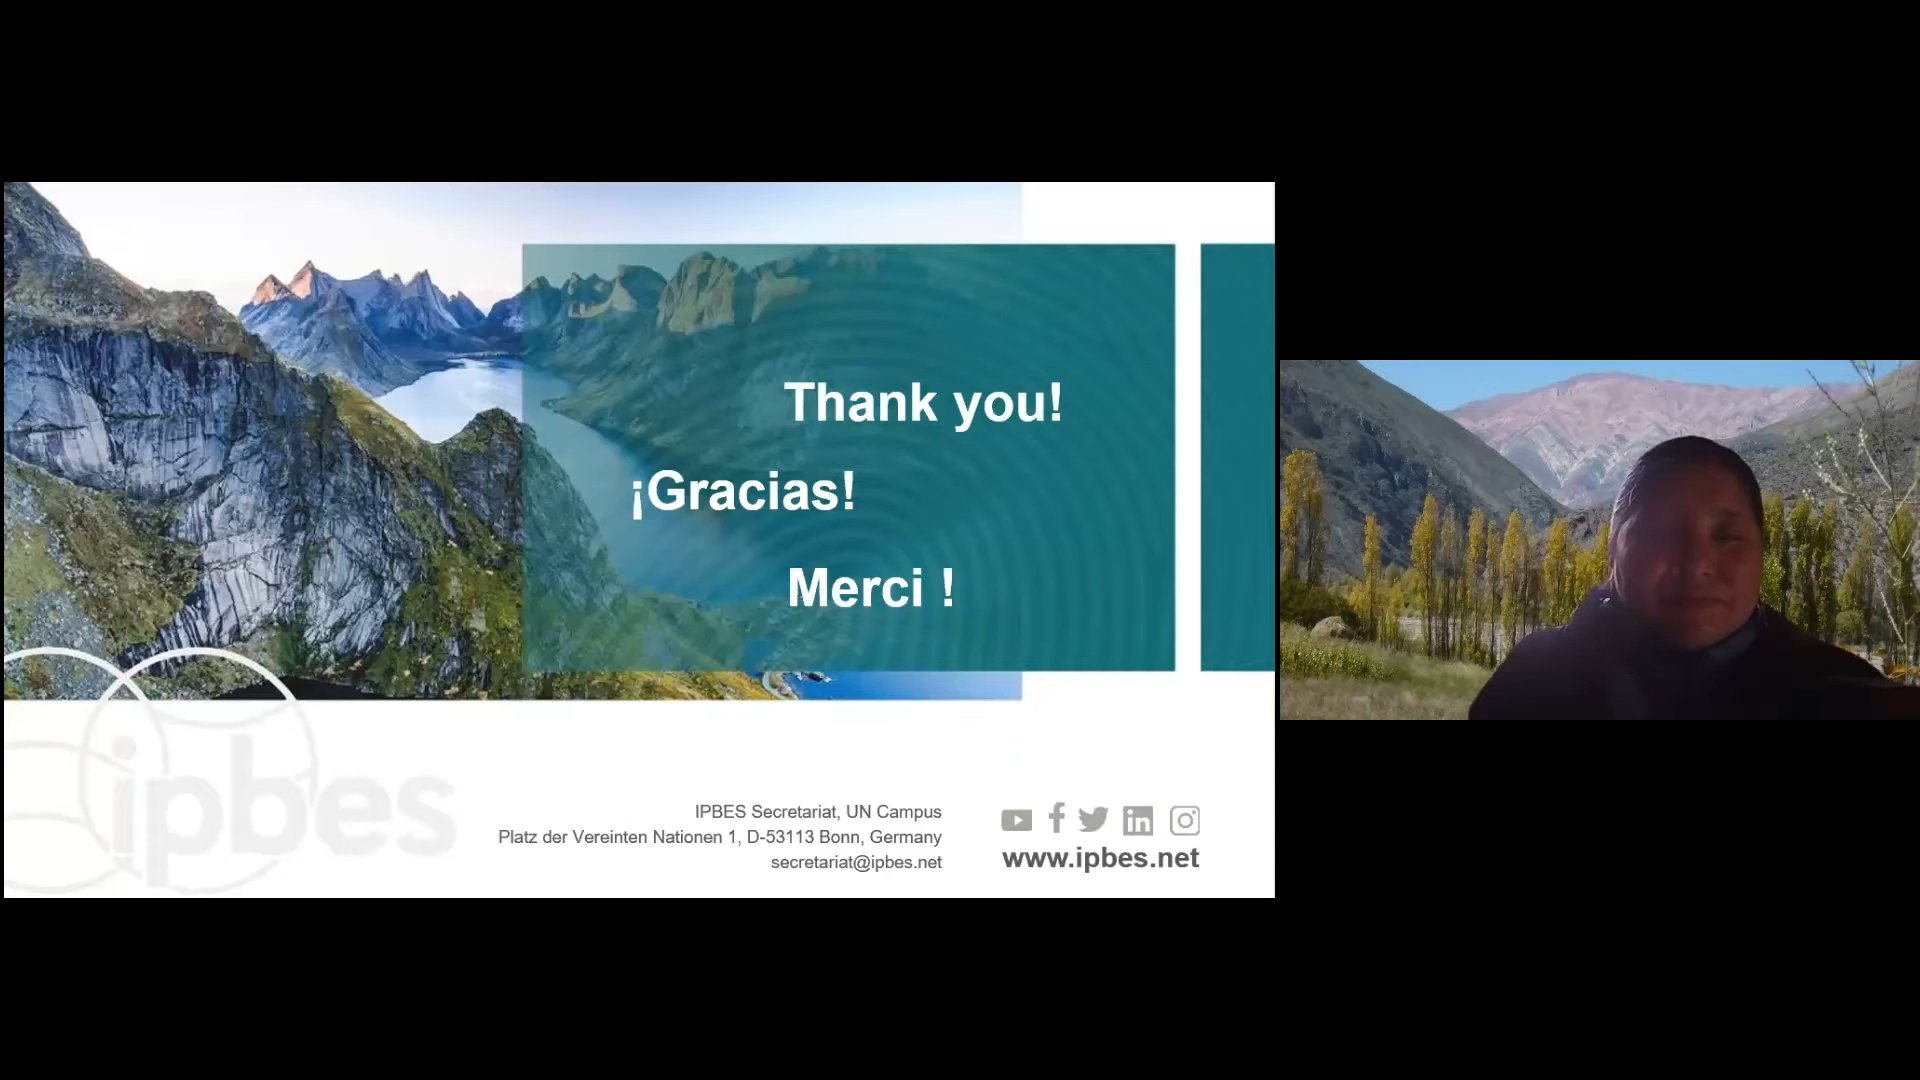 Thank you!
¡Gracias!
Merci !
ipbes
IPBES Secretariat, UN Campus
Platz der Vereinten Nationen 1, D-53113 Bonn, Germany
secretariat@ipbes.net
www.ipbes.net